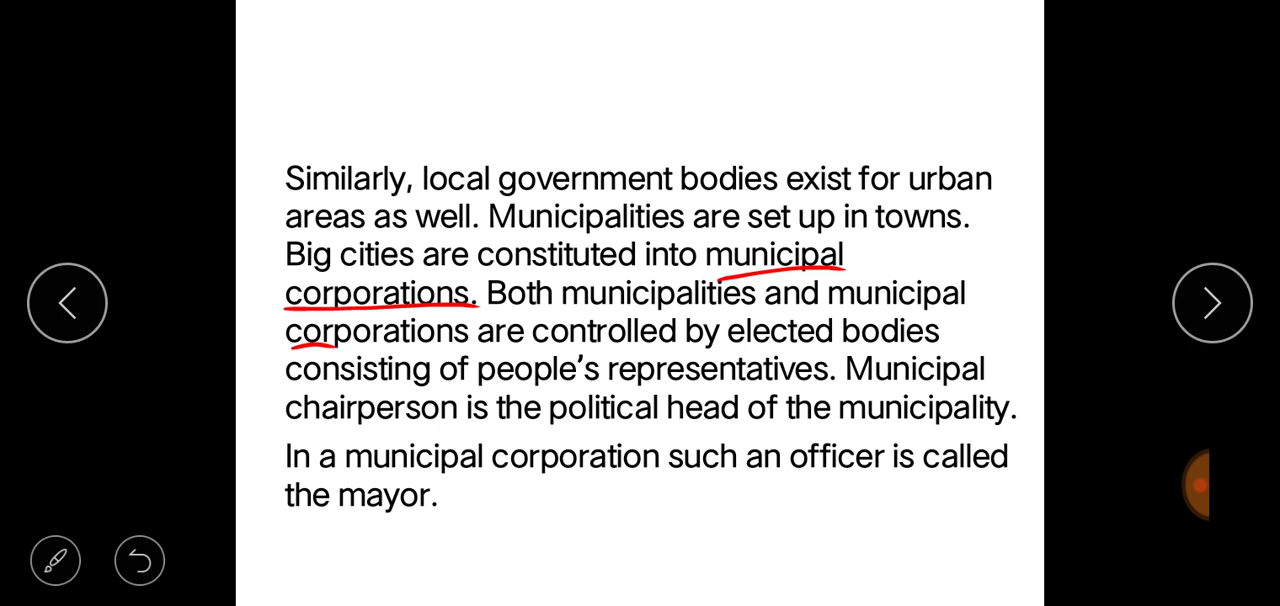 Similarly, local government bodies exist for urban
areas as well. Municipalities are set up in towns.
Big cities are constituted into municipal
corporations. Both municipalities and municipal
corporations are controlled by elected bodies
consisting of people’s representatives. Municipal
chairperson is the political head of the municipality.
In a municipal corporation such an officer is called
the mayor.